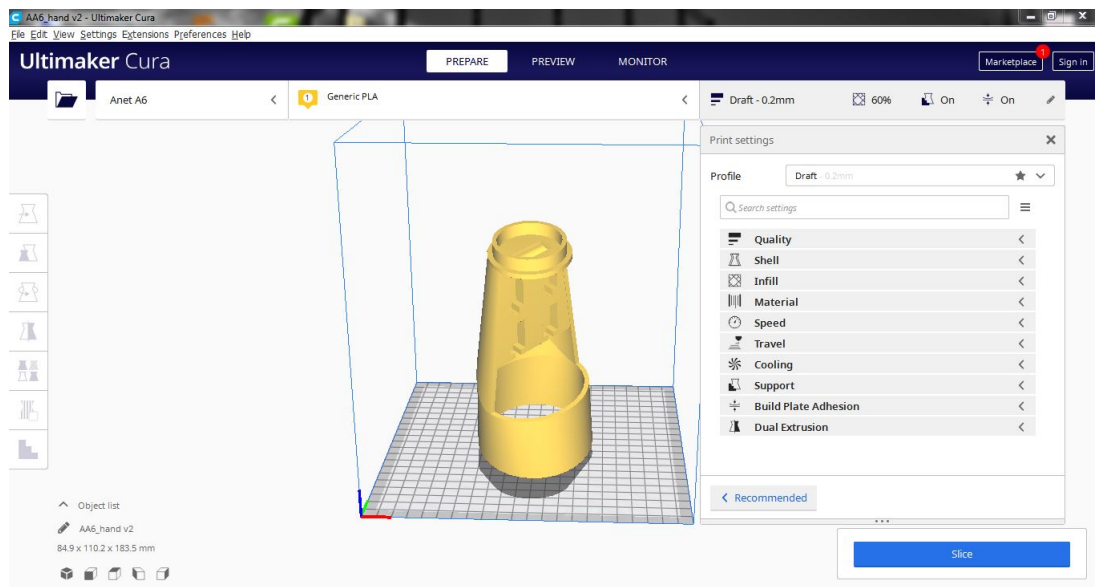 AA6_hand v2 - Ultimaker Cura
File Edit View Settings Extensions Preferences Help
Ultimaker Cura
PREPARE PREVIEW MONITOR
Marketplace 1 Sign in
Anet A6
1 Generic PLA
Draft - 0.2mm 60% On On
Print settings
Profile Draft - 0.2mm
Search settings
Quality
Shell
Infill
Material
Speed
Travel
Cooling
Support
Build Plate Adhesion
Dual Extrusion
Recommended
Object list
AA6_hand v2
84.9 x 110.2 x 183.5 mm
Slice